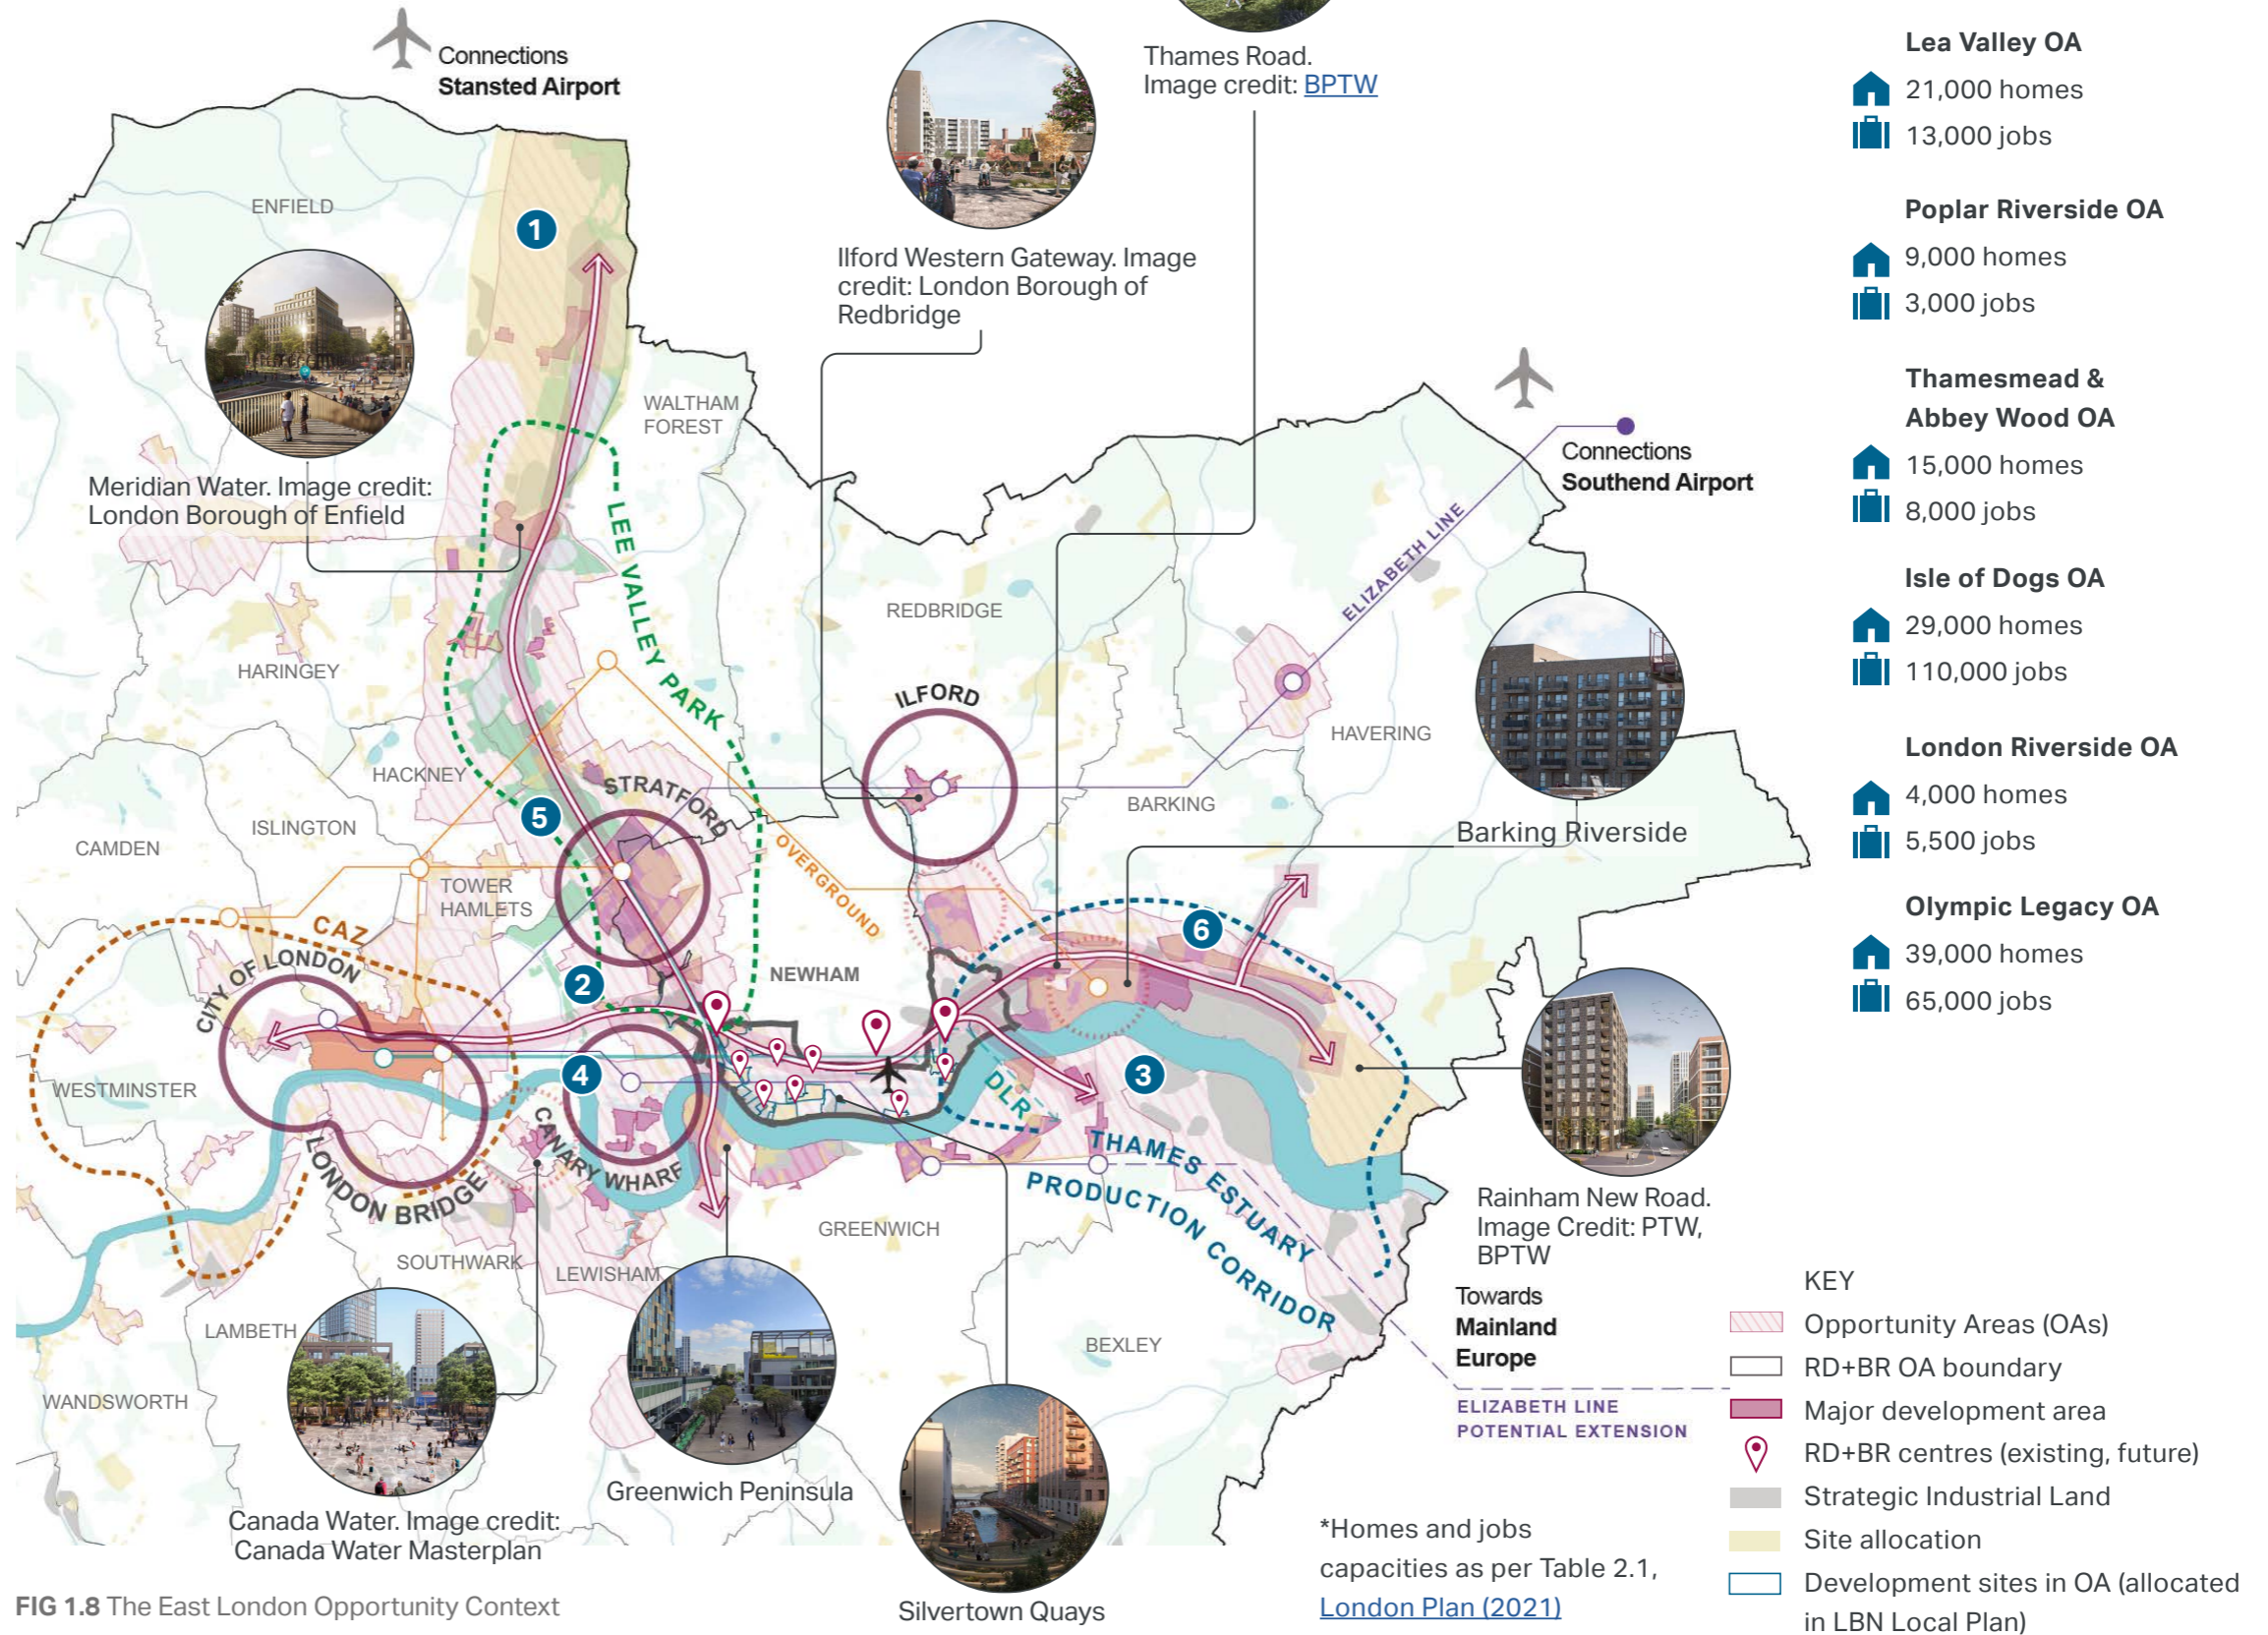 Connections
Stansted Airport
Thames Road.
Image credit: BPTW
Ilford Western Gateway. Image
credit: London Borough of
Redbridge
ENFIELD
1
Meridian Water. Image credit:
London Borough of Enfield
WALTHAM
FOREST
LEE VALLEY PARK
Connections
Southend Airport
ELIZABETH LINE
REDBRIDGE
HARINGEY
ILFORD
HAVERING
HACKNEY
STRATFORD
5
BARKING
Barking Riverside
CAMDEN
ISLINGTON
OVERGROUND
TOWER
HAMLETS
CAZ
CITY OF LONDON
6
2
NEWHAM
4
3
WESTMINSTER
DLR
CANARY WHARF
LONDON BRIDGE
THAMES ESTUARY
PRODUCTION CORRIDOR
Rainham New Road.
Image Credit: PTW,
BPTW
GREENWICH
SOUTHWARK
LEWISHAM
LAMBETH
BEXLEY
WANDSWORTH
Towards
Mainland
Europe
ELIZABETH LINE
POTENTIAL EXTENSION
Greenwich Peninsula
Canada Water. Image credit:
Canada Water Masterplan
Silvertown Quays
FIG 1.8 The East London Opportunity Context
*Homes and jobs
capacities as per Table 2.1,
London Plan (2021)
Lea Valley OA
21,000 homes
13,000 jobs
Poplar Riverside OA
9,000 homes
3,000 jobs
Thamesmead &
Abbey Wood OA
15,000 homes
8,000 jobs
Isle of Dogs OA
29,000 homes
110,000 jobs
London Riverside OA
4,000 homes
5,500 jobs
Olympic Legacy OA
39,000 homes
65,000 jobs
KEY
Opportunity Areas (OAs)
RD+BR OA boundary
Major development area
RD+BR centres (existing, future)
Strategic Industrial Land
Site allocation
Development sites in OA (allocated
in LBN Local Plan)